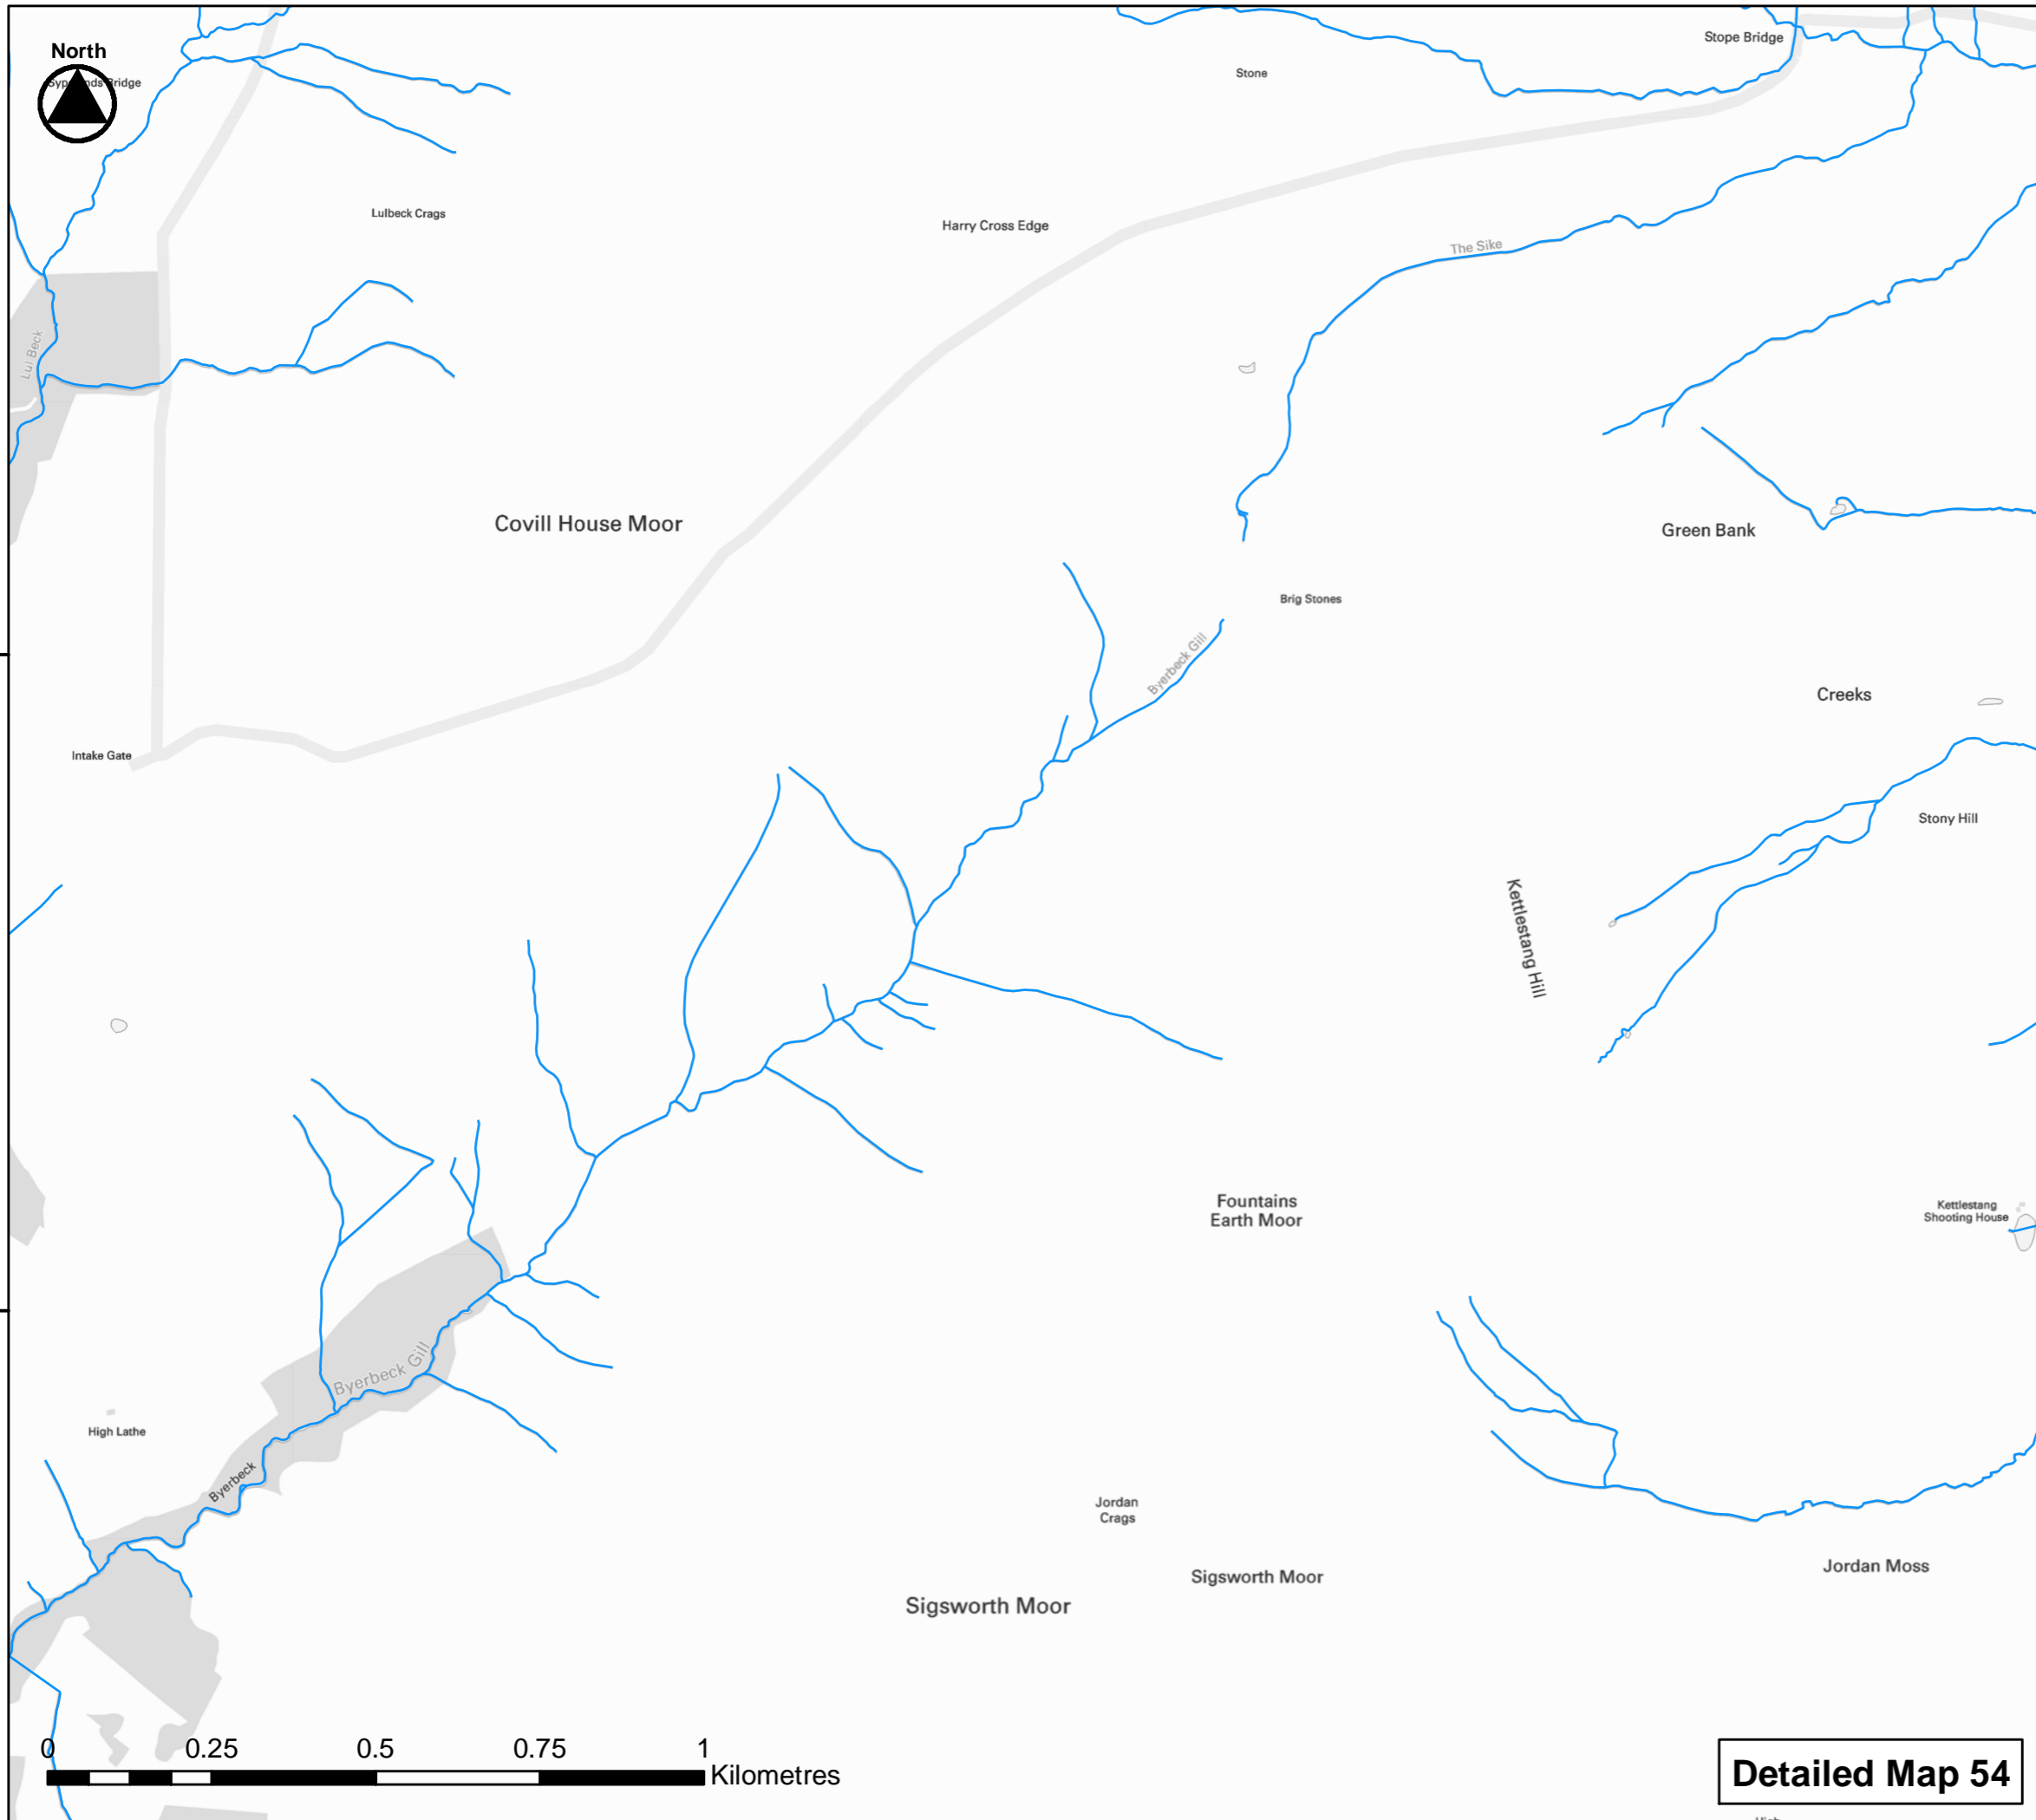 North
Stope Bridge
Stone
Bridge
Lulbeck Crags
Harry Cross Edge
The Sike
Lul Beck
Covill House Moor
Green Bank
Brig Stones
Byerbeck Gill
Creeks
Intake Gate
Stony Hill
Kettlestang Hill
Fountains
Earth Moor
Kettlestang
Shooting House
Byerbeck Gill
High Lathe
Byerbeck
Jordan
Crags
Jordan Moss
Sigsworth Moor
Sigsworth Moor
0 0.25 0.5 0.75 1
Kilometres
Detailed Map 54